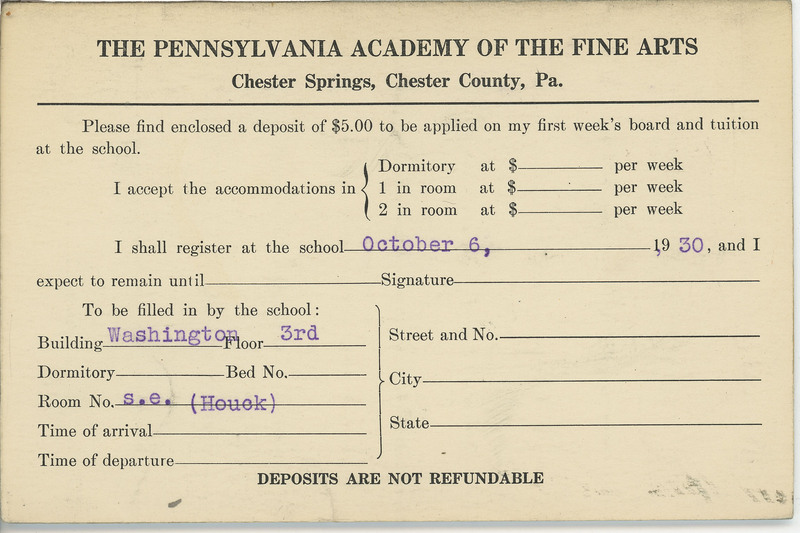 THE PENNSYLVANIA ACADEMY OF THE FINE ARTS
Chester Springs, Chester County, Pa.
Please find enclosed a deposit of $5.00 to be applied on my first week's board and tuition
at the school.
I accept the accommodations in
Dormitory at $ per week
1 in room at $ per week
2 in room at $ per week
I shall register at the school October 6, 1930, and I
expect to remain until Signature
To be filled in by the school:
Building Washington Floor 3rd
Dormitory Bed No.
Room No. s.e. (Houck)
Time of arrival
Time of departure
Street and No.
City
State
DEPOSITS ARE NOT REFUNDABLE